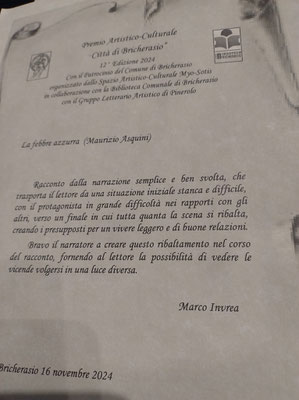 Premio Artistico-Culturale
"Città di Bricherasio"
12^ Edizione 2024
Con il Patrocinio del Comune di Bricherasio
organizzato dallo Spazio Artistico-Culturale Myo-Sotis
in collaborazione con la Biblioteca Comunale di Bricherasio
con il Gruppo Letterario Artistico di Pinerolo
La febbre azzurra (Maurizio Asquini)
Racconto dalla narrazione semplice e ben svolta, che
trasporta il lettore da una situazione iniziale stanca e difficile,
con il protagonista in grande difficoltà nei rapporti con gli
altri, verso un finale in cui tutta quanta la scena si ribalta,
creando i presupposti per un vivere leggero e di buone relazioni.
Bravo il narratore a creare questo ribaltamento nel corso
del racconto, fornendo al lettore la possibilità di vedere le
vicende volgersi in una luce diversa.
Marco Invrea
Bricherasio 16 novembre 2024